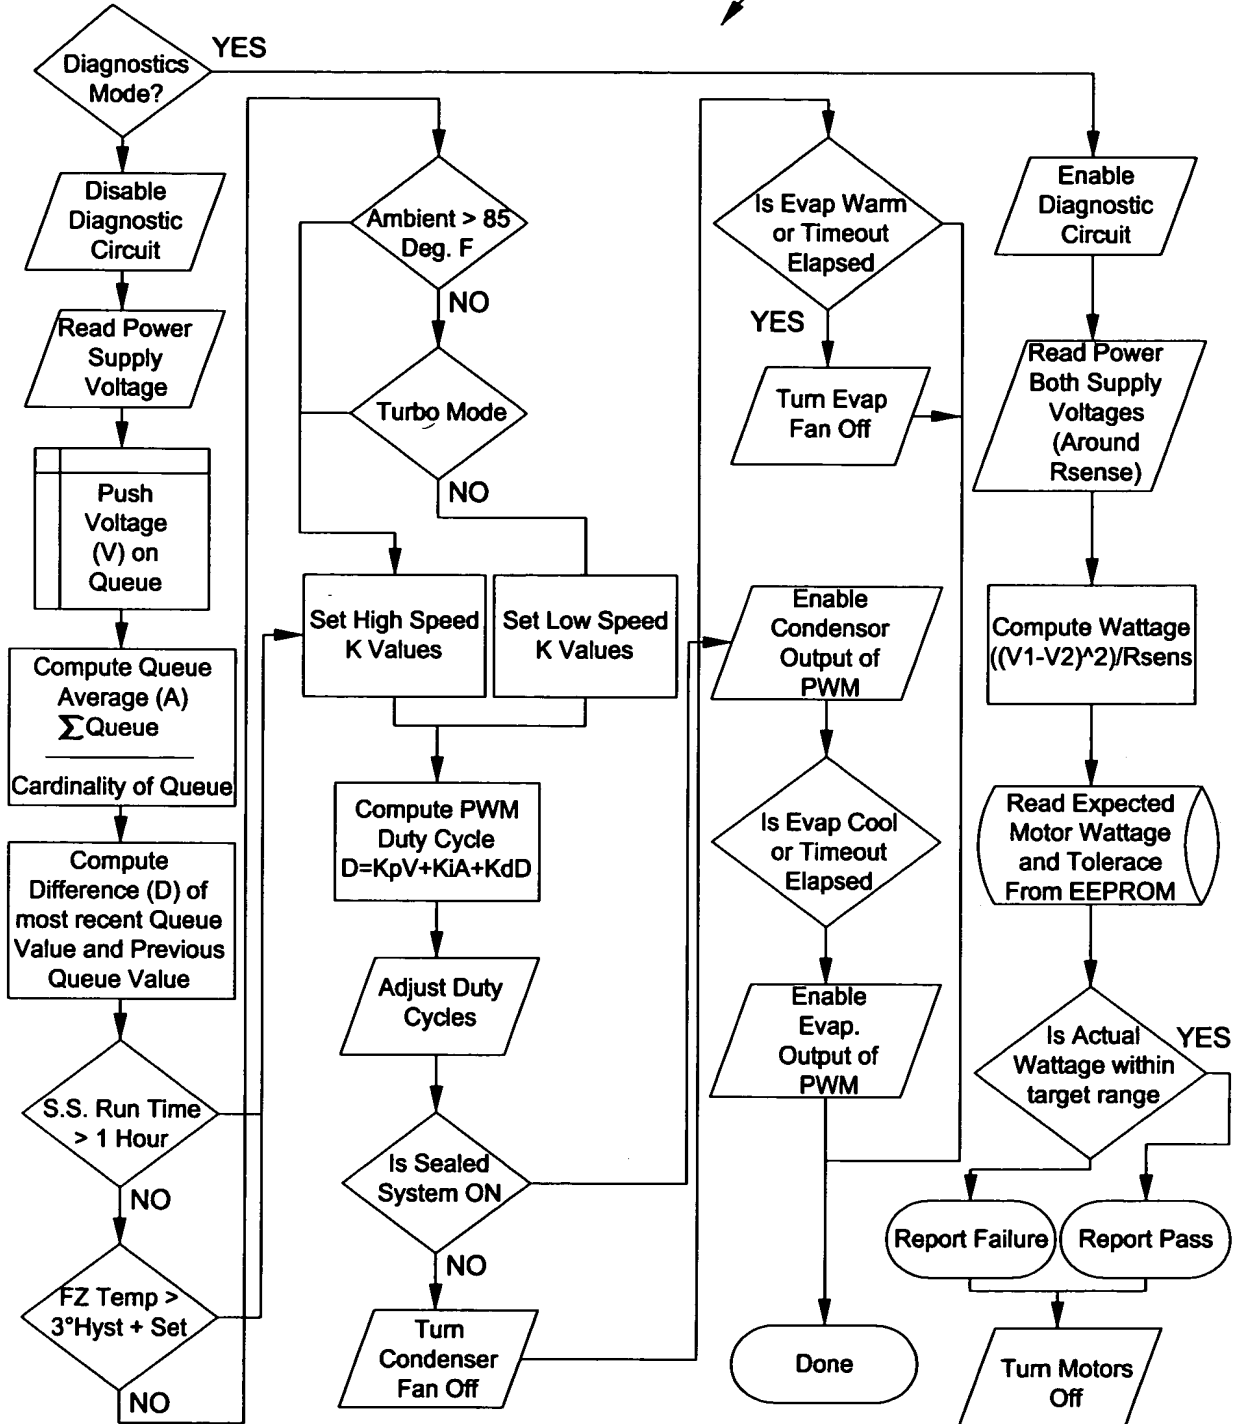 Diagnostics
Mode?
YES
Disable
Diagnostic
Circuit
Read Power
Supply
Voltage
Push
Voltage
(V) on
Queue
Compute Queue
Average (A)
ΣQueue
Cardinality of Queue
Compute
Difference (D) of
most recent Queue
Value and Previous
Queue Value
S.S. Run Time
> 1 Hour
NO
FZ Temp >
3°Hyst + Set
NO
Ambient > 85
Deg. F
NO
Turbo Mode
NO
Set High Speed
K Values
Set Low Speed
K Values
Compute PWM
Duty Cycle
D=KpV+KiA+KdD
Adjust Duty
Cycles
Is Sealed
System ON
NO
Turn
Condenser
Fan Off
Is Evap Warm
or Timeout
Elapsed
YES
Turn Evap
Fan Off
Enable
Condensor
Output of
PWM
Is Evap Cool
or Timeout
Elapsed
Enable
Evap.
Output of
PWM
Done
Enable
Diagnostic
Circuit
Read Power
Both Supply
Voltages
(Around
Rsense)
Compute Wattage
((V1-V2)^2)/Rsens
Read Expected
Motor Wattage
and Tolerace
From EEPROM
Is Actual
Wattage within
target range
YES
Report Failure
Report Pass
Turn Motors
Off